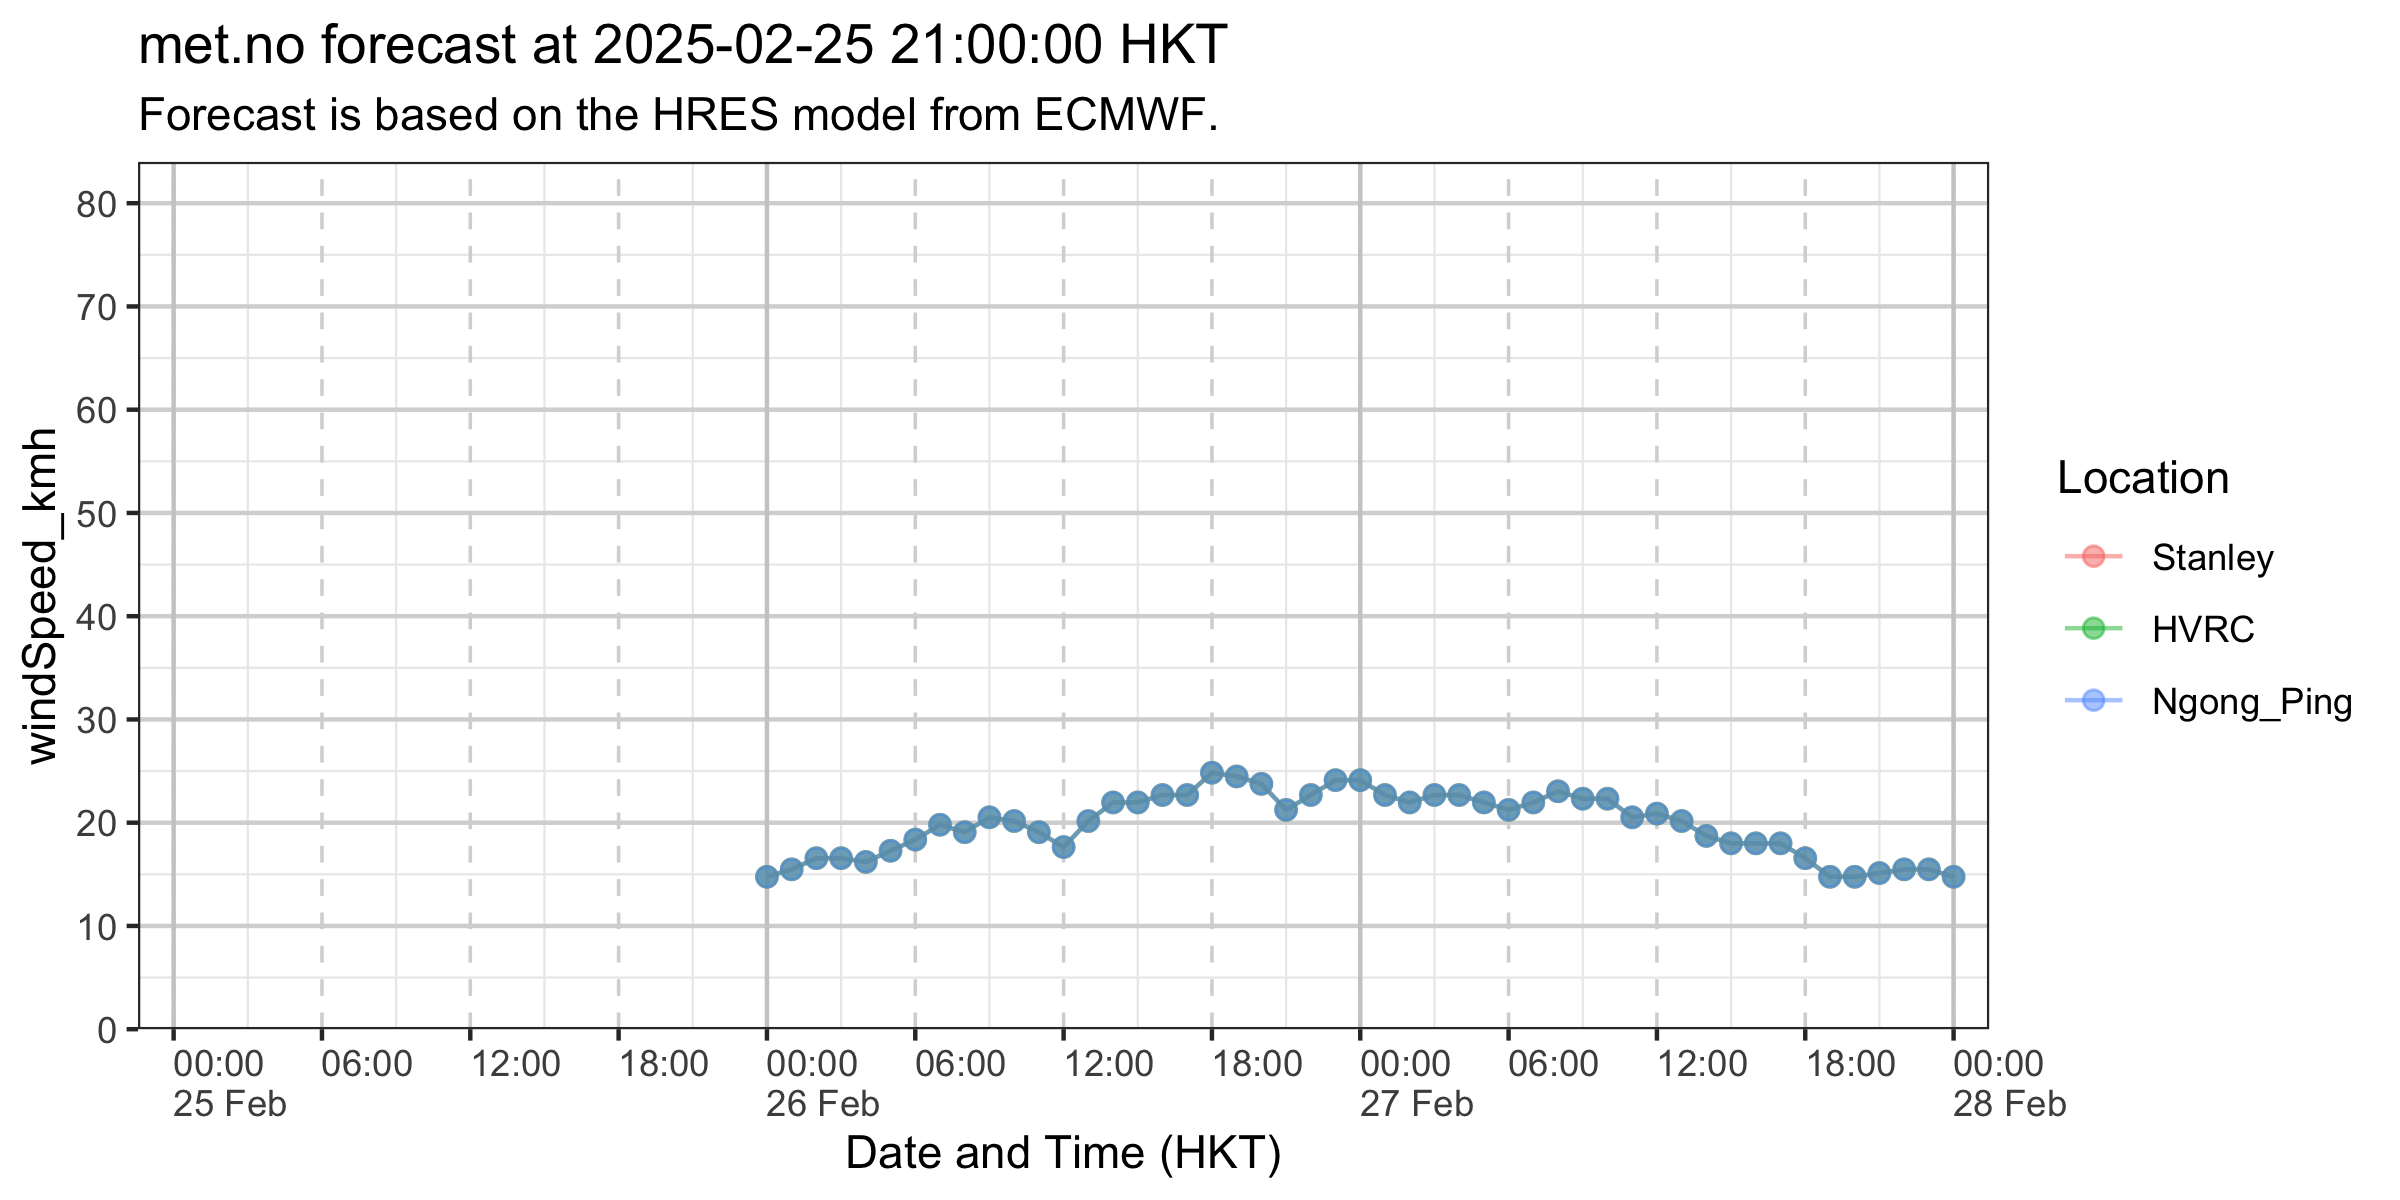 met.no forecast at 2025-02-25 21:00:00 HKT
Forecast is based on the HRES model from ECMWF.
windSpeed_kmh
80
70
60
50
40
30
20
10
0
00:00 06:00 12:00 18:00 00:00 06:00 12:00 18:00 00:00 06:00 12:00 18:00 00:00
25 Feb 26 Feb 27 Feb 28 Feb
Date and Time (HKT)
Location
Stanley
HVRC
Ngong_Ping